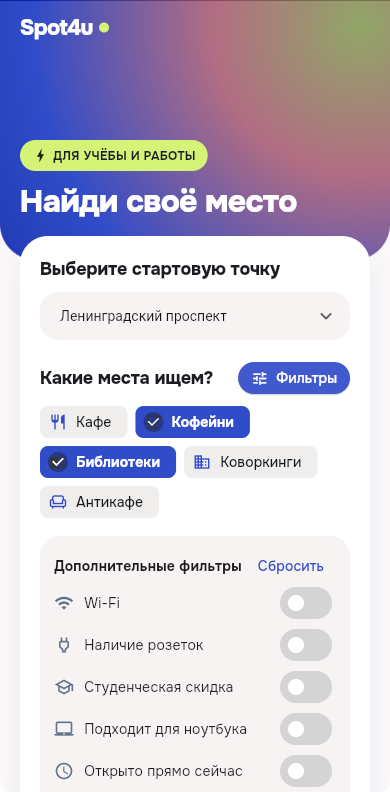 Spot4u
ДЛЯ УЧЁБЫ И РАБОТЫ
Найди своё место
Выберите стартовую точку
Ленинградский проспект
Какие места ищем?
Фильтры
Кафе
Кофейни
Библиотеки
Коворкинги
Антикафе
Дополнительные фильтры
Сбросить
Wi-Fi
Наличие розеток
Студенческая скидка
Подходит для ноутбука
Открыто прямо сейчас